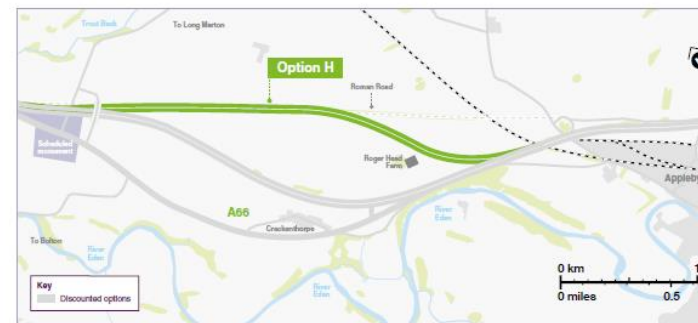 Trout Beck
To Long Marton
Option H
Roman Road
Scheduled
monument
Roger Head
Farm
Appleby
A66
River
Eden
Crackenthorpe
To Bolton
River
Eden
River
Eden
0 km
1
0 miles
0.5
Key
Discounted options